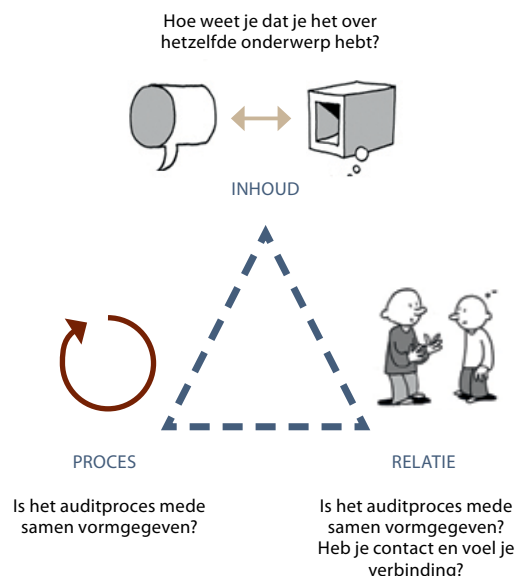 Hoe weet je dat je het over
hetzelfde onderwerp hebt?
INHOUD
PROCES
Is het auditproces mede
samen vormgegeven?
RELATIE
Is het auditproces mede
samen vormgegeven?
Heb je contact en voel je
verbinding?